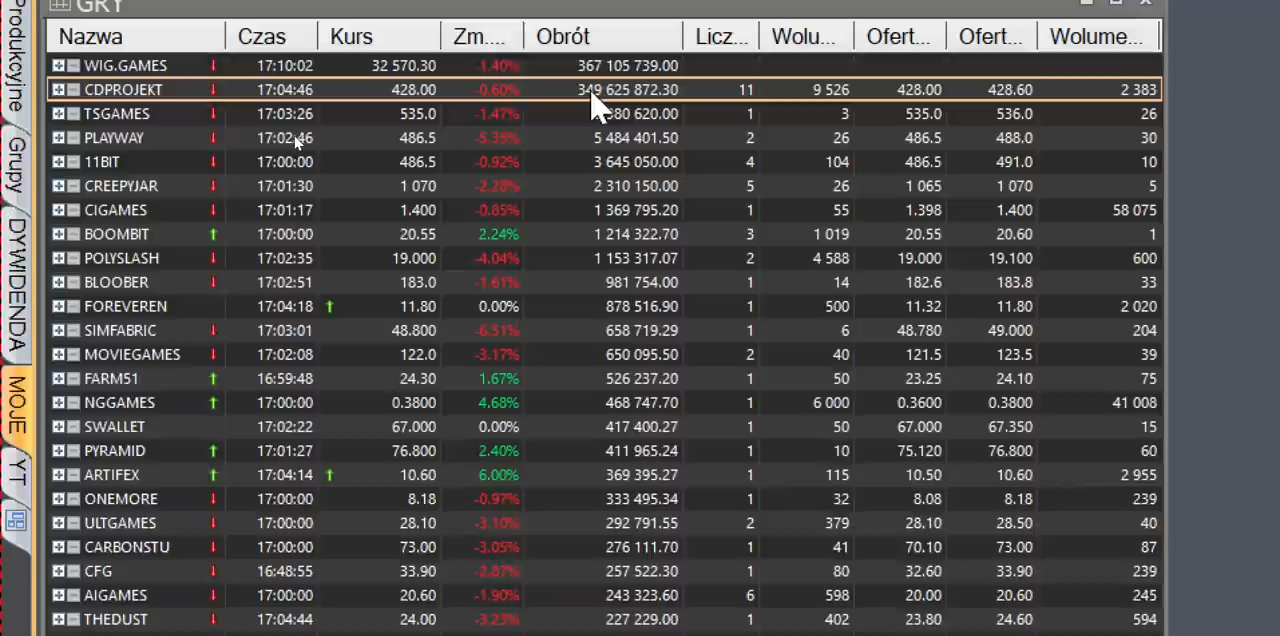 GRY
Produkcyjne
Grupy
DYWIDENDA
MOJE
YT
Nazwa Czas Kurs Zm.... Obrót Licz... Wolu... Ofert... Ofert... Wolume...
WIG.GAMES 17:10:02 32 570.30 -1.40% 367 105 739.00
CDPROJEKT 17:04:46 428.00 -0.60% 349 625 872.30 11 9 526 428.00 428.60 2 383
TSGAMES 17:03:26 535.0 -1.47% 380 620.00 1 3 535.0 536.0 26
PLAYWAY 17:02:46 486.5 -5.35% 5 484 401.50 2 26 486.5 488.0 30
11BIT 17:00:00 486.5 -0.92% 3 645 050.00 4 104 486.5 491.0 10
CREEPYJAR 17:01:30 1 070 -2.28% 2 310 150.00 5 26 1 065 1 070 5
CIGAMES 17:01:17 1.400 -0.85% 1 369 795.20 1 55 1.398 1.400 58 075
BOOMBIT 17:00:00 20.55 2.24% 1 214 322.70 3 1 019 20.55 20.60 1
POLYSLASH 17:02:35 19.000 -4.04% 1 153 317.07 2 4 588 19.000 19.100 600
BLOOBER 17:02:51 183.0 -1.61% 981 754.00 1 14 182.6 183.8 33
FOREVEREN 17:04:18 11.80 0.00% 878 516.90 1 500 11.32 11.80 2 020
SIMFABRIC 17:03:01 48.800 -6.51% 658 719.29 1 6 48.780 49.000 204
MOVIEGAMES 17:02:08 122.0 -3.17% 650 095.50 2 40 121.5 123.5 39
FARM51 16:59:48 24.30 1.67% 526 237.20 1 50 23.25 24.10 75
NGGAMES 17:00:00 0.3800 4.68% 468 747.70 1 6 000 0.3600 0.3800 41 008
SWALLET 17:02:22 67.000 0.00% 417 400.27 1 50 67.000 67.350 15
PYRAMID 17:01:27 76.800 2.40% 411 965.24 1 10 75.120 76.800 60
ARTIFEX 17:04:14 10.60 6.00% 369 395.27 1 115 10.50 10.60 2 955
ONEMORE 17:00:00 8.18 -0.97% 333 495.34 1 32 8.08 8.18 239
ULTGAMES 17:00:00 28.10 -3.10% 292 791.55 2 379 28.10 28.50 40
CARBONSTU 17:00:00 73.00 -3.05% 276 111.70 1 41 70.10 73.00 87
CFG 16:48:55 33.90 -2.87% 257 522.30 1 80 32.60 33.90 239
AIGAMES 17:00:00 20.60 -1.90% 243 323.60 6 598 20.00 20.60 245
THEDUST 17:04:44 24.00 -3.23% 227 229.00 1 402 23.80 24.60 594